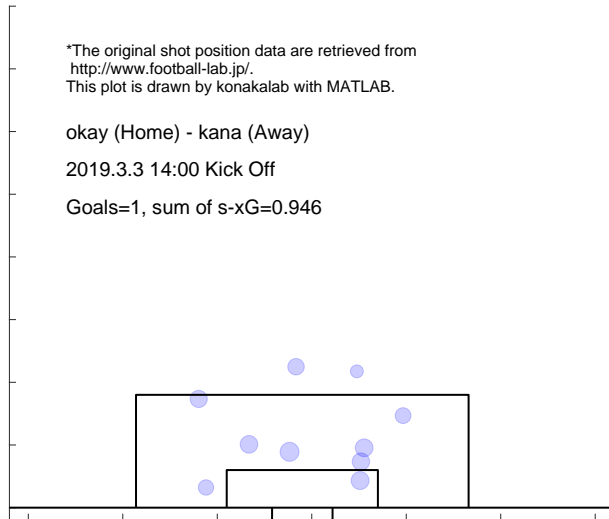 *The original shot position data are retrieved from
http://www.football-lab.jp/.
This plot is drawn by konakalab with MATLAB.
okay (Home) - kana (Away)
2019.3.3 14:00 Kick Off
Goals=1, sum of s-xG=0.946